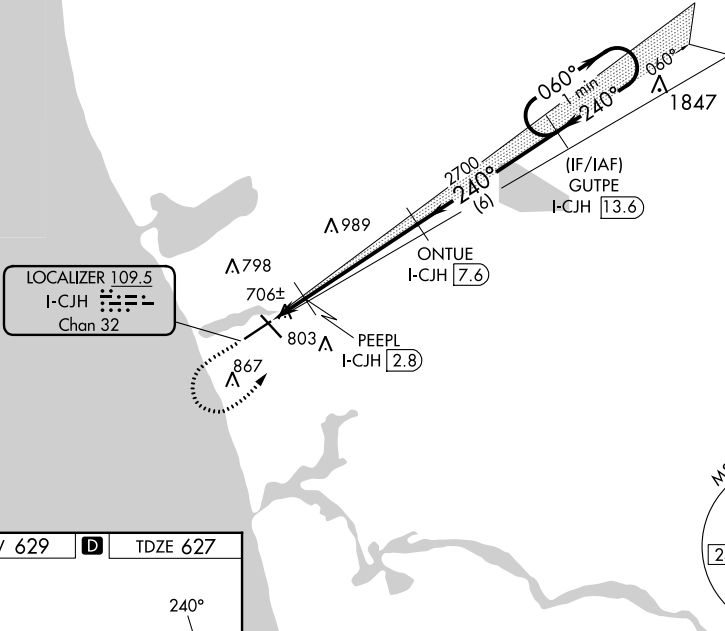 060°
1 min
240°
060°
1847
(IF/IAF)
GUTPE
I-CJH 13.6
2700
240°
(6)
989
ONTUE
I-CJH 7.6
798
LOCALIZER 109.5
I-CJH
Chan 32
706±
803
PEEPL
I-CJH 2.8
867
629 D TDZE 627
240°